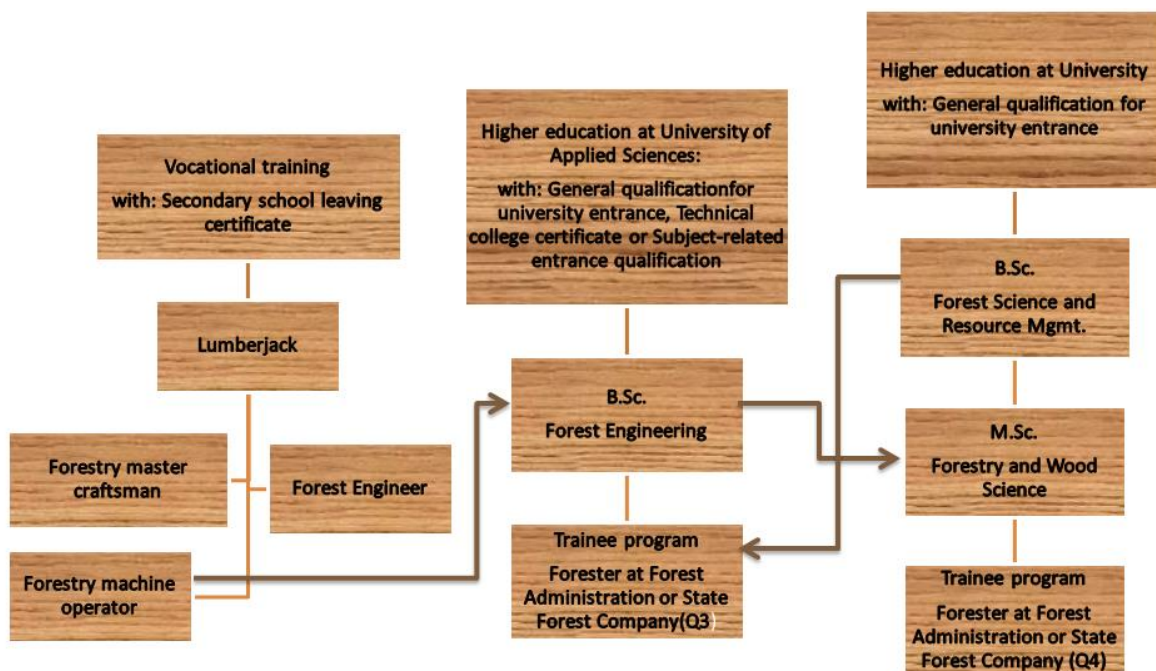 Vocational training
with: Secondary school leaving
certificate
Lumberjack
Forestry master
craftsman
Forest Engineer
Forestry machine
operator
Higher education at University of
Applied Sciences:
with: General qualificationfor
university entrance, Technical
college certificate or Subject-related
entrance qualification
B.Sc.
Forest Engineering
Trainee program
Forester at Forest
Administration or State
Forest Company(Q3)
Higher education at University
with: General qualification for
university entrance
B.Sc.
Forest Science and
Resource Mgmt.
M.Sc.
Forestry and Wood
Science
Trainee program
Forester at Forest
Administration or State
Forest Company (Q4)